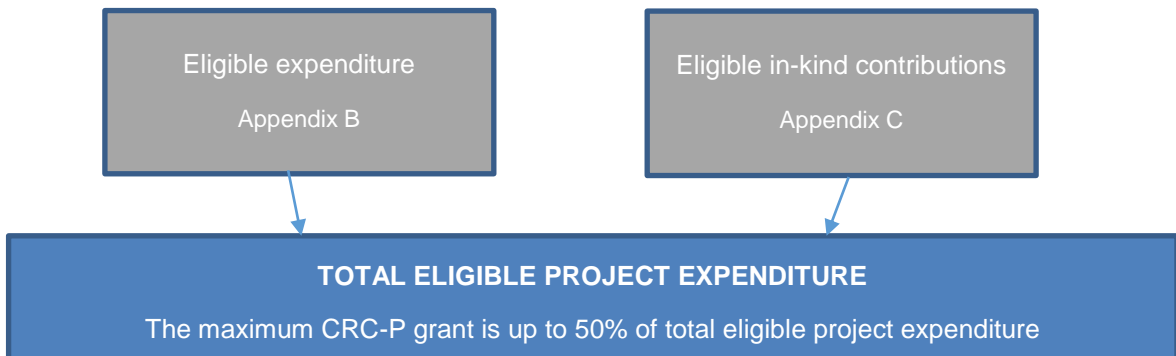 Eligible expenditure
Appendix B
Eligible in-kind contributions
Appendix C
TOTAL ELIGIBLE PROJECT EXPENDITURE
The maximum CRC-P grant is up to 50% of total eligible project expenditure